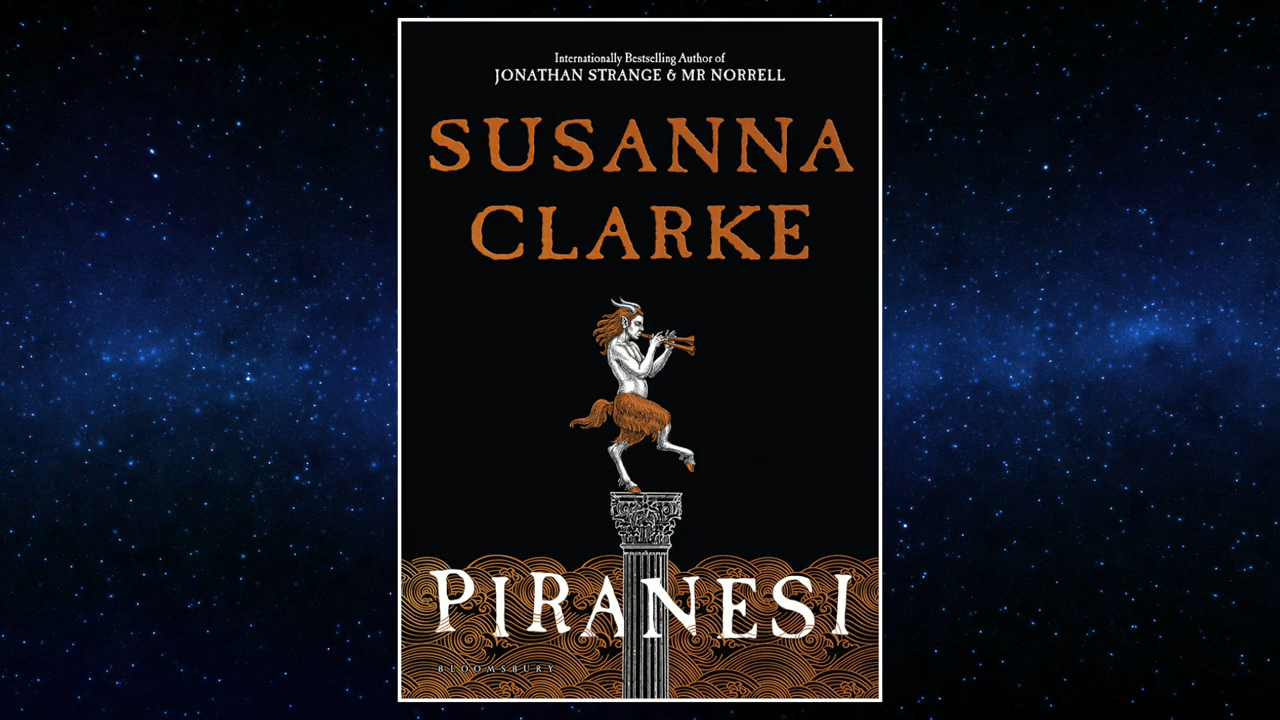 Internationally Bestselling Author of
JONATHAN STRANGE & MR NORRELL
SUSANNA
CLARKE
PIRANESI
BLOOMSBURY